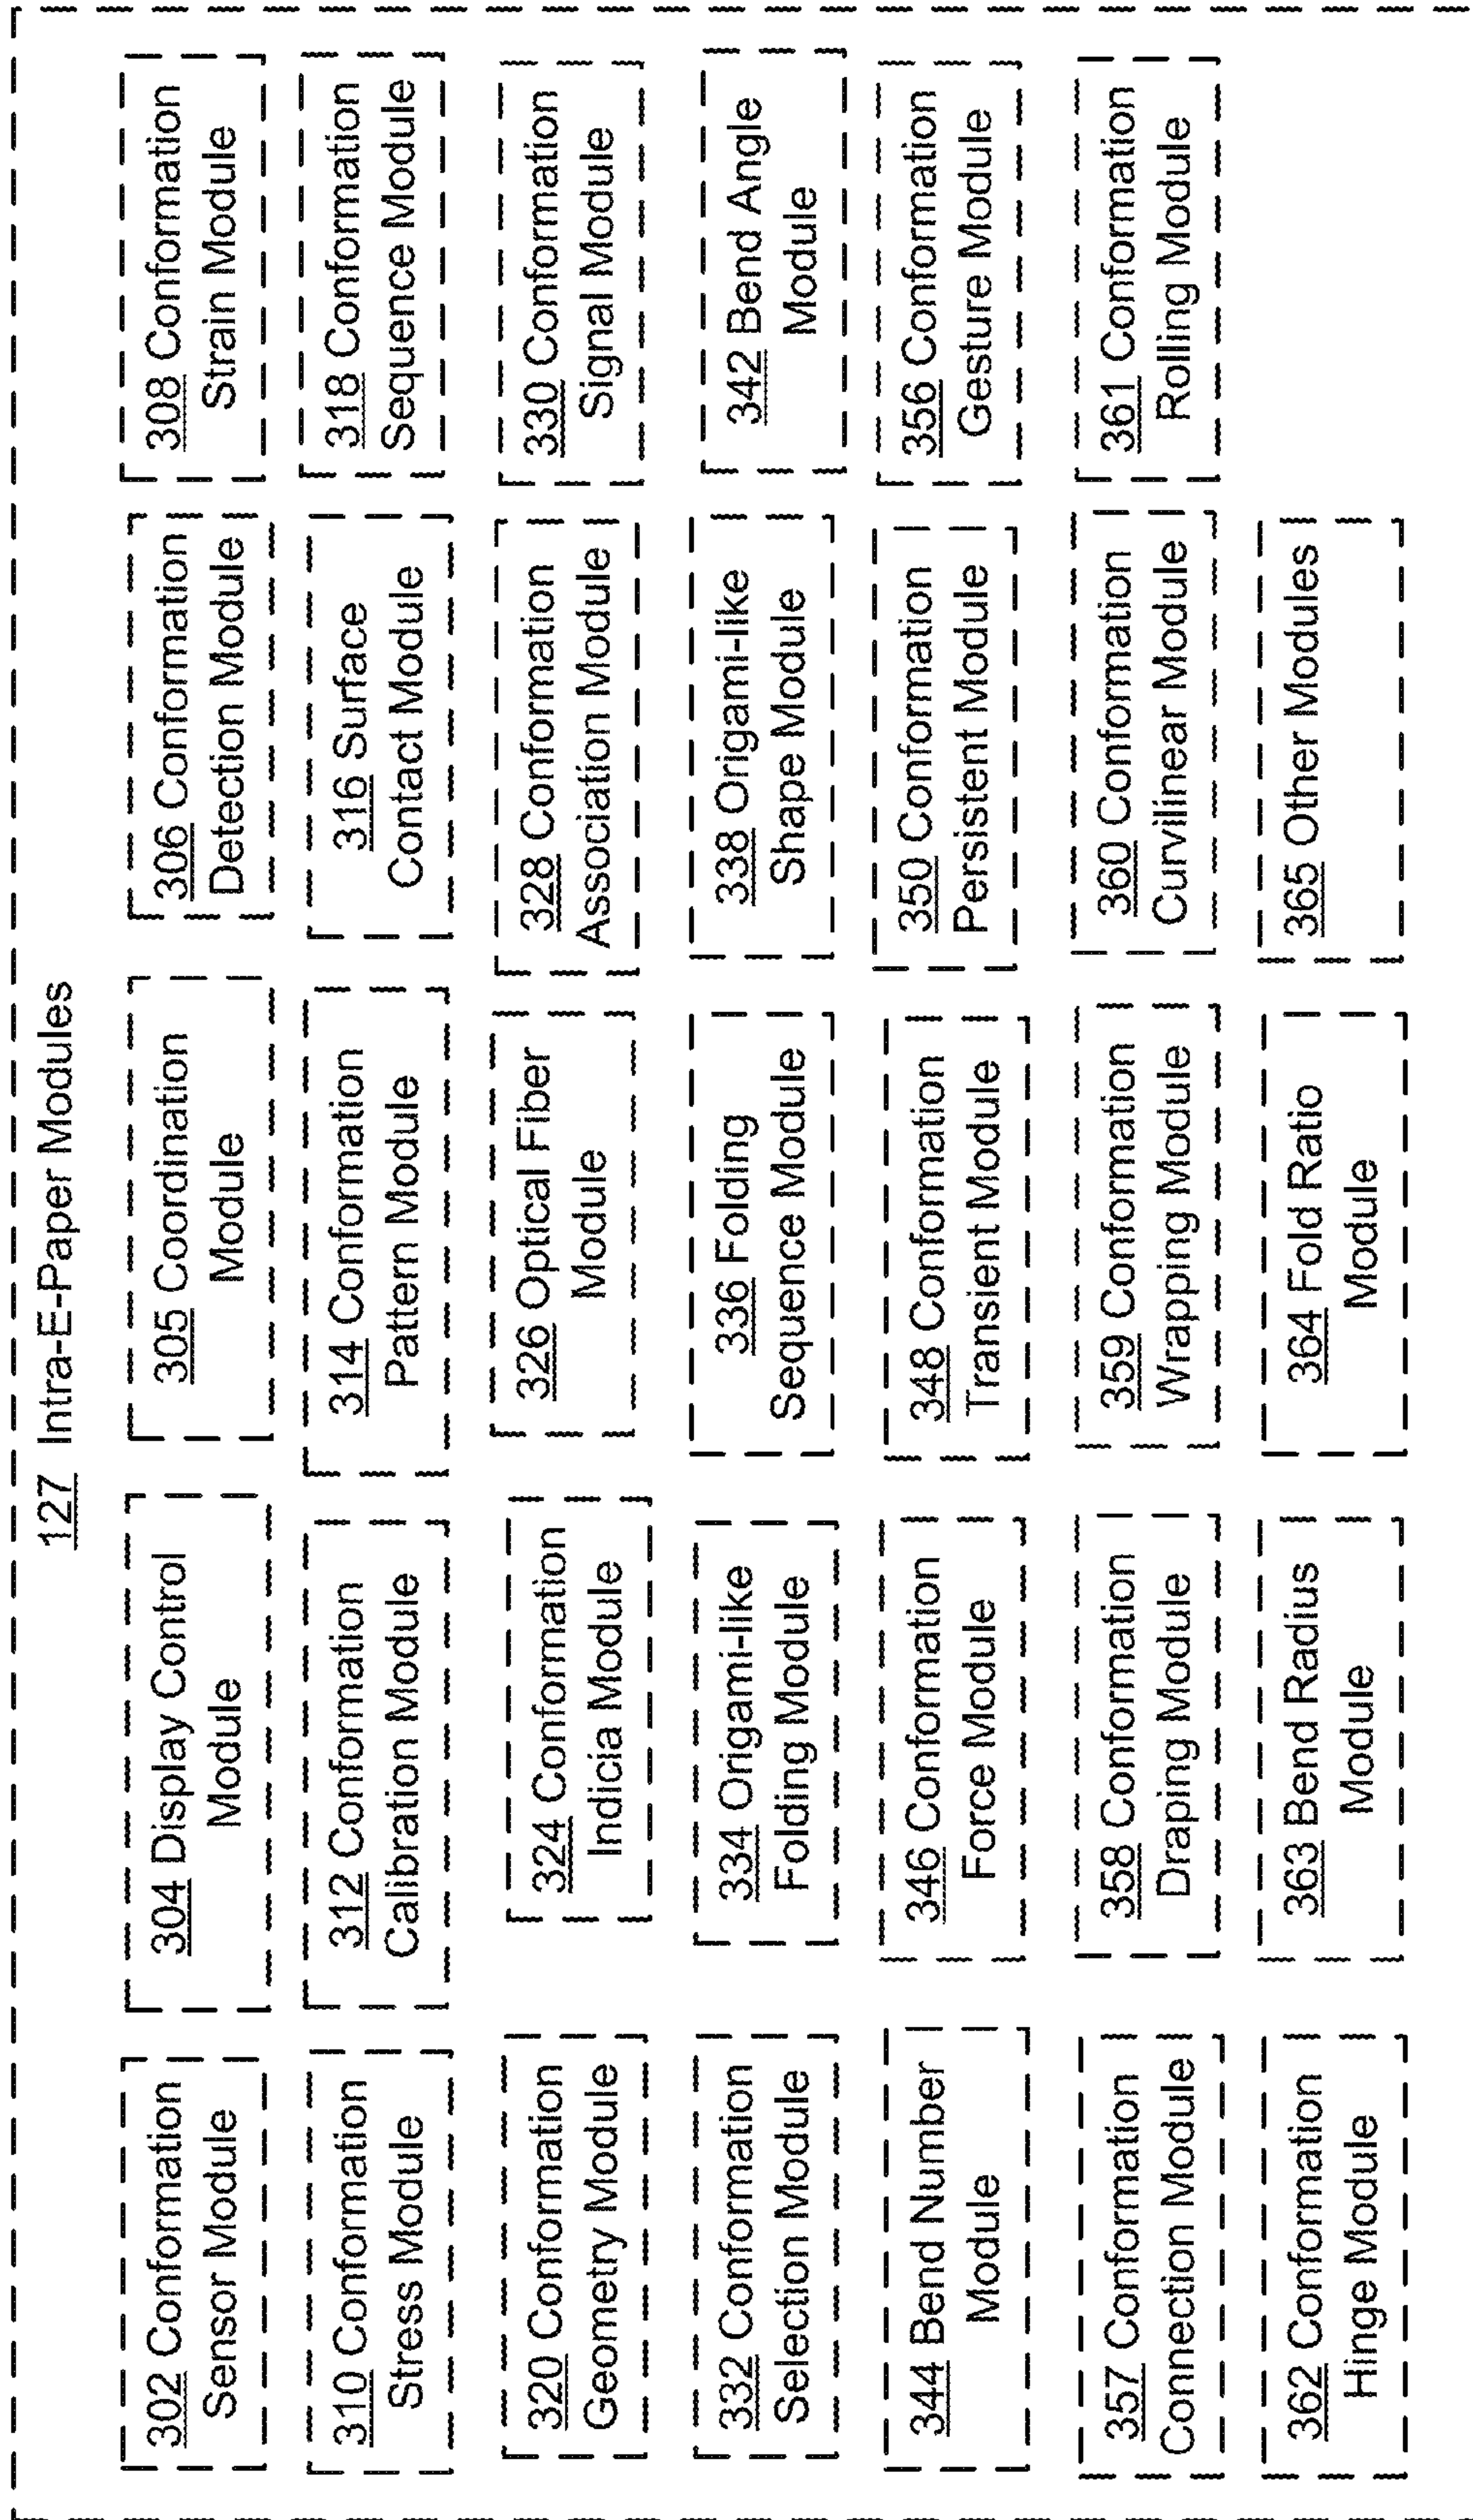 127 Intra-E-Paper Modules
302 Conformation
Sensor Module
304 Display Control
Module
305 Coordination
Module
306 Conformation
Detection Module
308 Conformation
Strain Module
310 Conformation
Stress Module
312 Conformation
Calibration Module
314 Conformation
Pattern Module
316 Surface
Contact Module
318 Conformation
Sequence Module
320 Conformation
Geometry Module
324 Conformation
Indicia Module
326 Optical Fiber
Module
328 Conformation
Association Module
330 Conformation
Signal Module
332 Conformation
Selection Module
334 Origami-like
Folding Module
336 Folding
Sequence Module
338 Origami-like
Shape Module
342 Bend Angle
Module
344 Bend Number
Module
346 Conformation
Force Module
348 Conformation
Transient Module
350 Conformation
Persistent Module
356 Conformation
Gesture Module
357 Conformation
Connection Module
358 Conformation
Draping Module
359 Conformation
Wrapping Module
360 Conformation
Curvilinear Module
361 Conformation
Rolling Module
362 Conformation
Hinge Module
363 Bend Radius
Module
364 Fold Ratio
Module
365 Other Modules